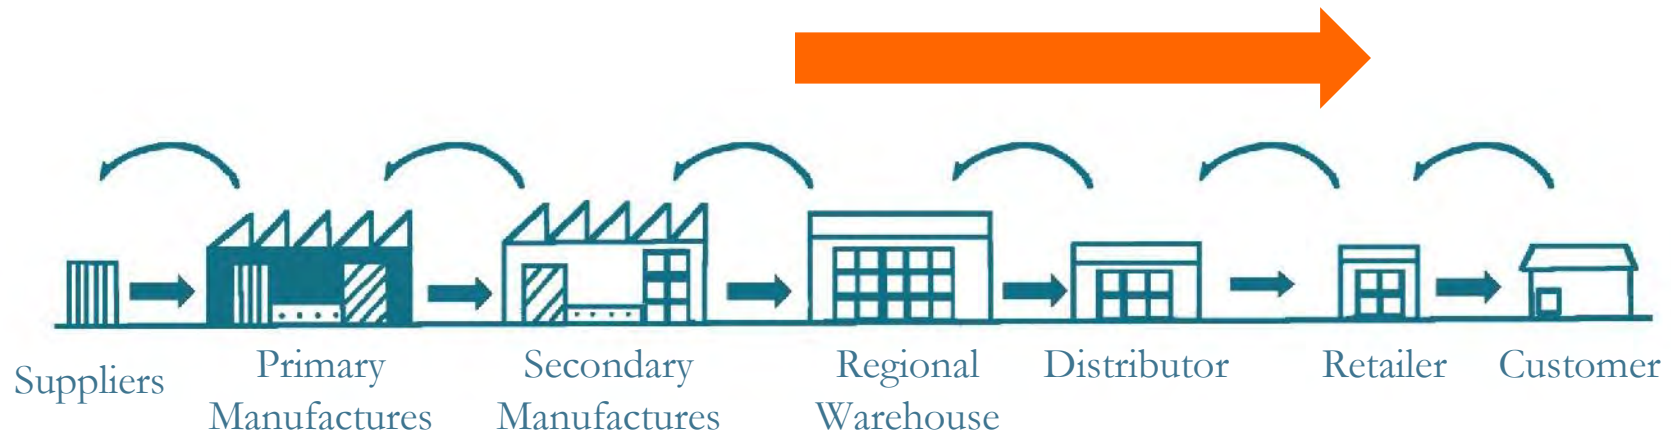 Suppliers
Primary
Manufactures
Secondary
Manufactures
Regional
Warehouse
Distributor
Retailer
Customer